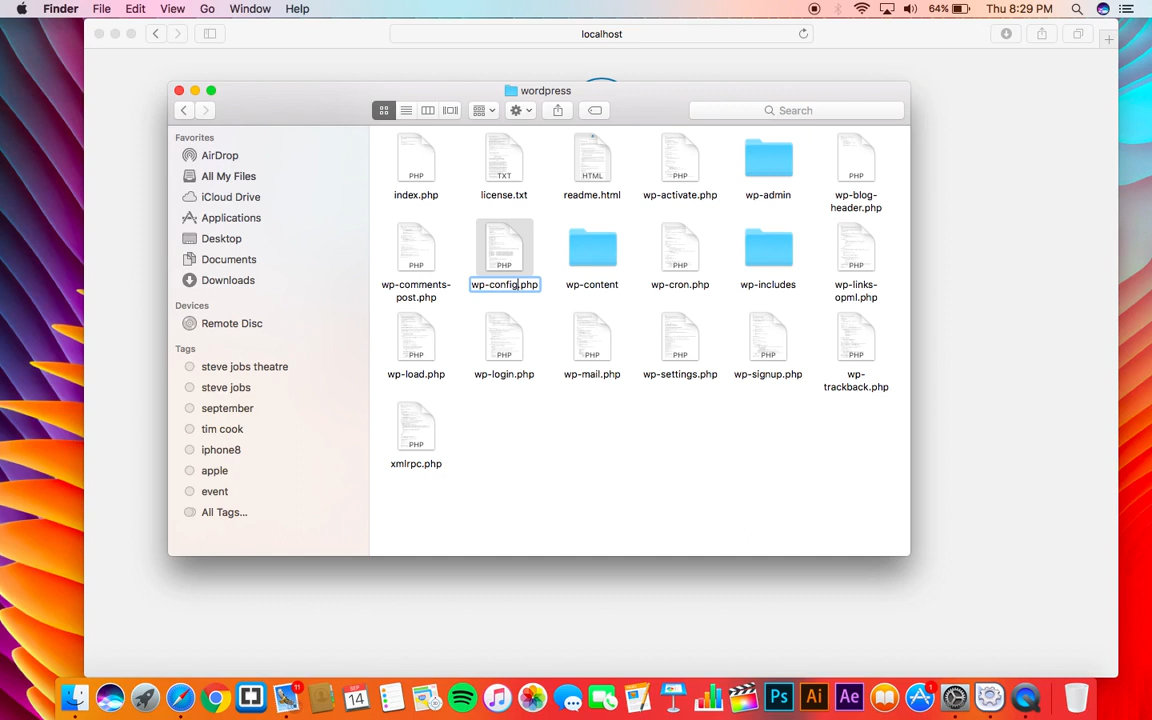 Finder File Edit View Go Window Help 64% Thu 8:29 PM
localhost
wordpress
Search
Favorites
AirDrop
All My Files
iCloud Drive
Applications
Desktop
Documents
Downloads
Devices
Remote Disc
Tags
steve jobs theatre
steve jobs
september
tim cook
iphone8
apple
event
All Tags...
PHP TXT HTML PHP PHP
index.php license.txt readme.html wp-activate.php wp-admin wp-blog-
header.php
PHP PHP PHP PHP
wp-comments-
post.php
wp-config.php wp-content wp-cron.php wp-includes wp-links-
opml.php
PHP PHP PHP PHP PHP PHP
wp-load.php wp-login.php wp-mail.php wp-settings.php wp-signup.php wp-
trackback.php
PHP
xmlrpc.php
11 SEP 14 Ps Ai Ae 1